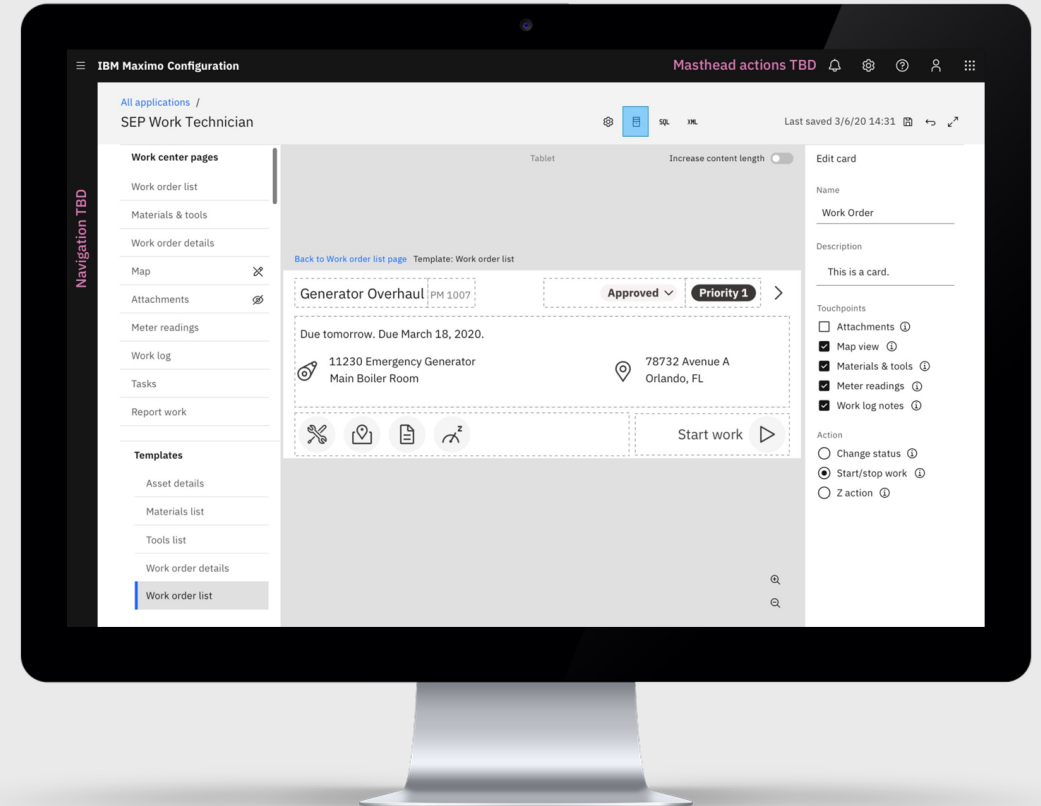 IBM Maximo Configuration
Masthead actions TBD
Navigation TBD
All applications /
SEP Work Technician
SQL
XML
Last saved 3/6/20 14:31
Work center pages
Work order list
Materials & tools
Work order details
Map
Attachments
Meter readings
Work log
Tasks
Report work
Templates
Asset details
Materials list
Tools list
Work order details
Work order list
Tablet
Increase content length
Back to Work order list page Template: Work order list
Generator Overhaul PM 1007
Approved
Priority 1
Due tomorrow. Due March 18, 2020.
11230 Emergency Generator
Main Boiler Room
78732 Avenue A
Orlando, FL
Z
Start work
Edit card
Name
Work Order
Description
This is a card.
Touchpoints
Attachments
Map view
Materials & tools
Meter readings
Work log notes
Action
Change status
Start/stop work
Z action